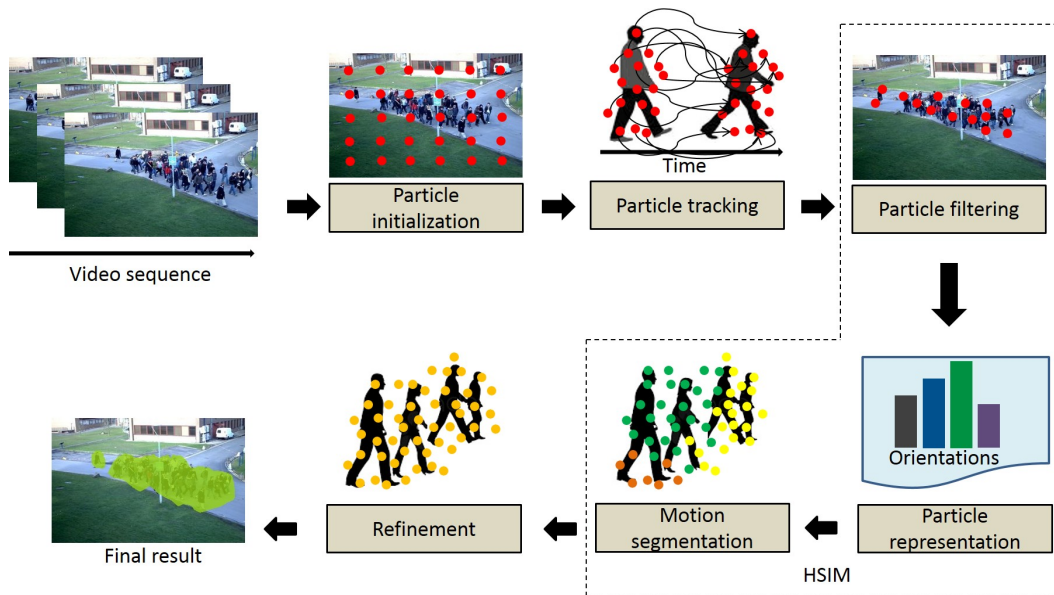 Video sequence
Particle
initialization
Time
Particle tracking
Particle filtering
Orientations
Particle
representation
Motion
segmentation
HSIM
Refinement
Final result